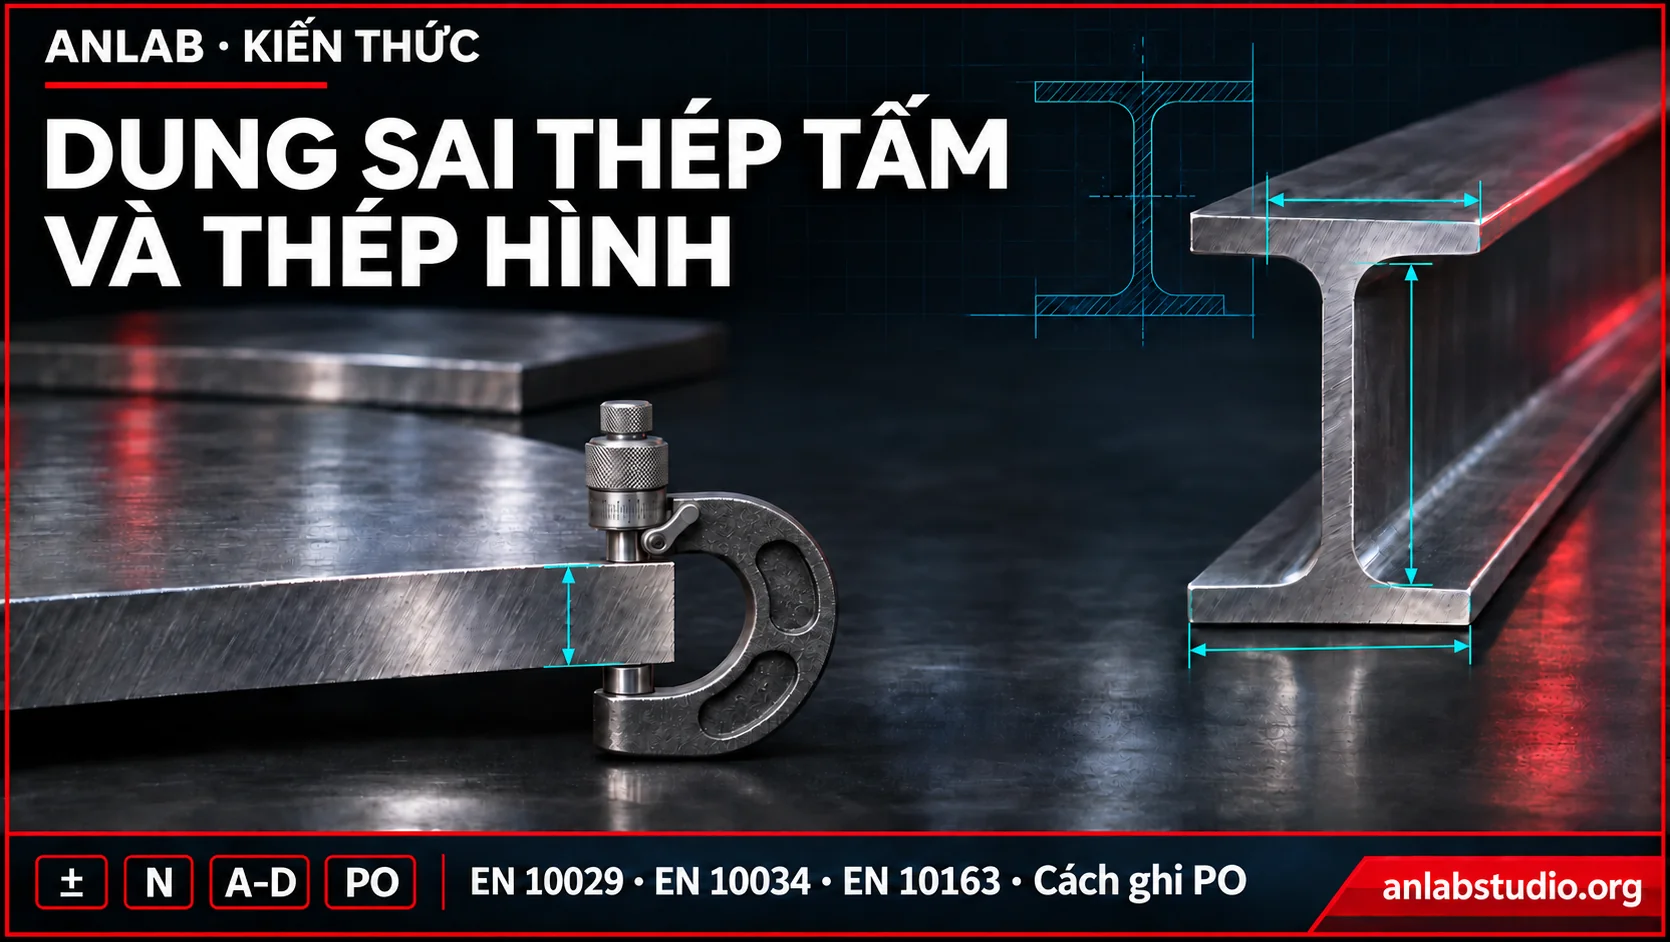 ANLAB · KIẾN THỨC
DUNG SAI THÉP TẤM
VÀ THÉP HÌNH
± N A-D PO EN 10029 · EN 10034 · EN 10163 · Cách ghi PO
anlabstudio.org